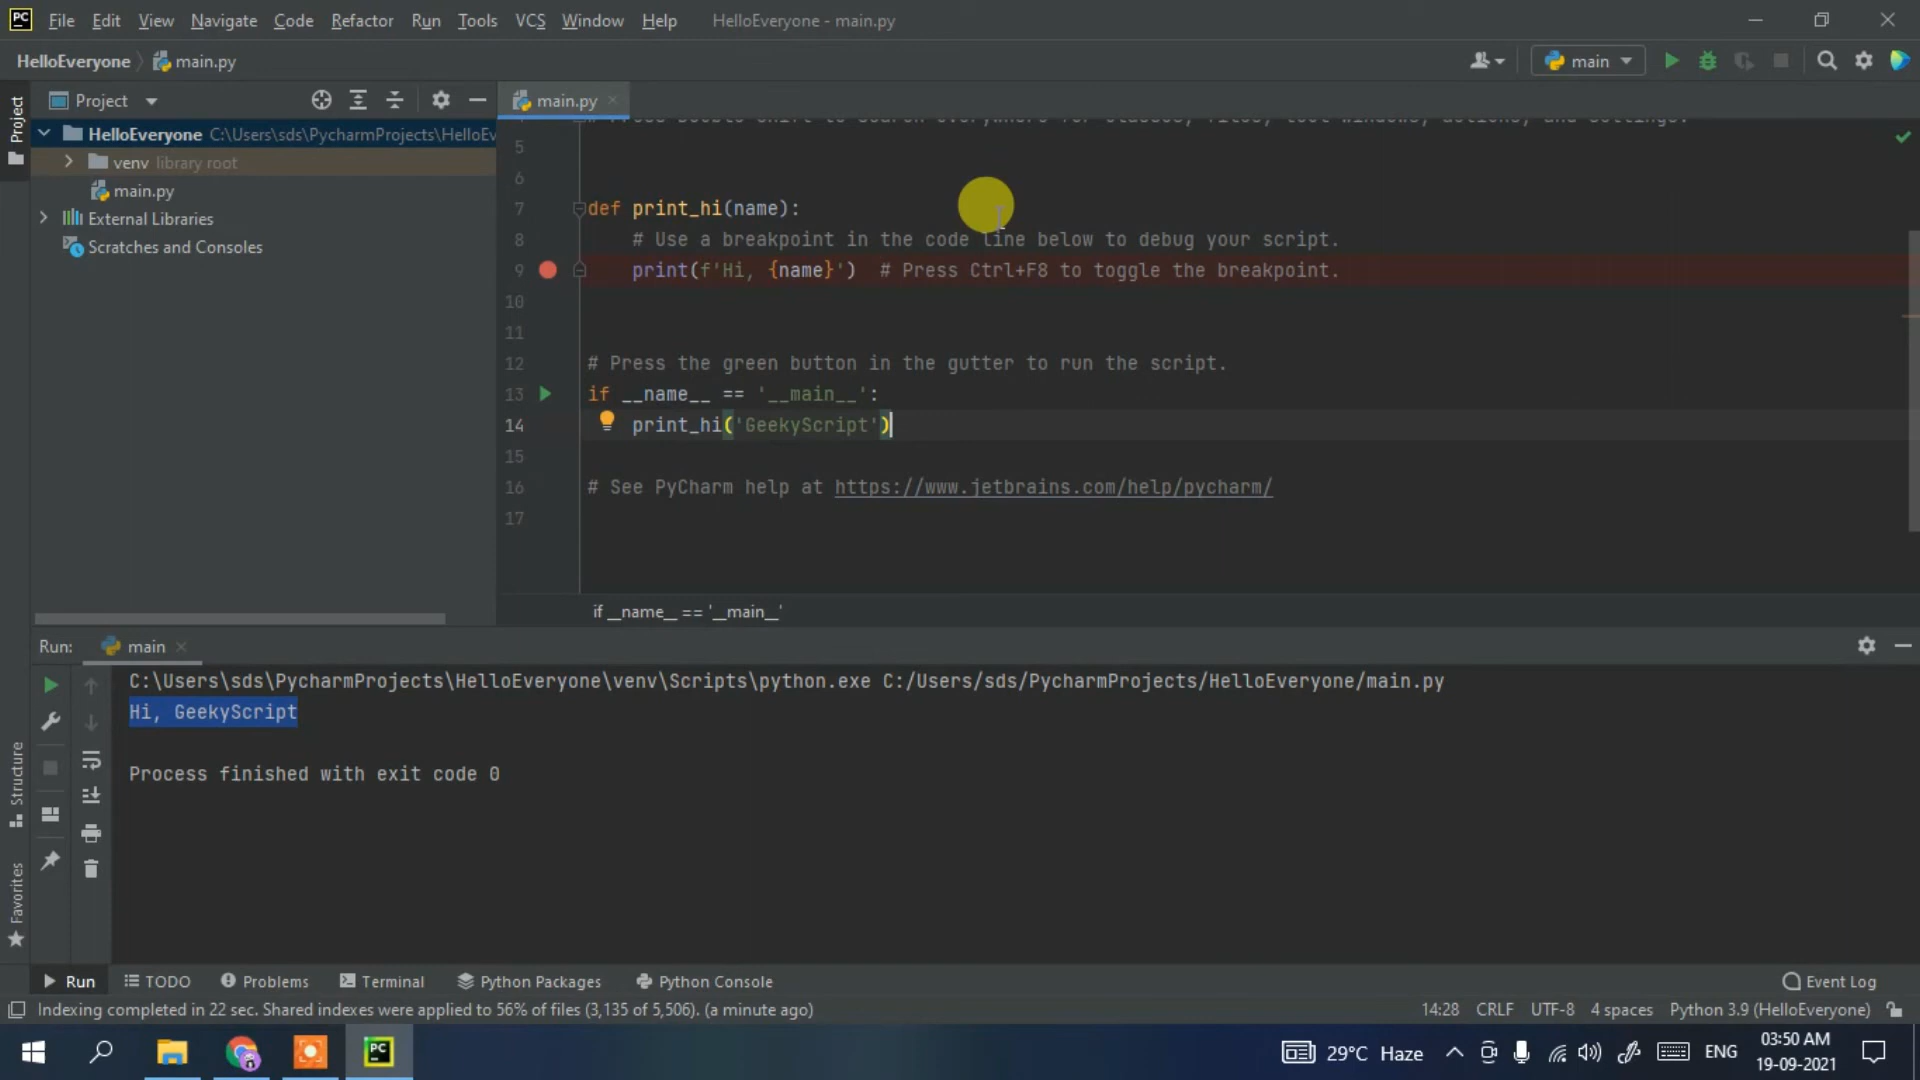 PC File Edit View Navigate Code Refactor Run Tools VCS Window Help HelloEveryone - main.py
HelloEveryone main.py main
Project main.py
Project
HelloEveryone C:\Users\sds\PycharmProjects\HelloEv
venv library root
main.py
External Libraries
Scratches and Consoles
5
6
7 def print_hi(name):
8 # Use a breakpoint in the code line below to debug your script.
9 print(f'Hi, {name}') # Press Ctrl+F8 to toggle the breakpoint.
10
11
12 # Press the green button in the gutter to run the script.
13 if __name__ == '__main__':
14 print_hi('GeekyScript')
15
16 # See PyCharm help at https://www.jetbrains.com/help/pycharm/
17
if __name__ == '__main__'
Run: main
C:\Users\sds\PycharmProjects\HelloEveryone\venv\Scripts\python.exe C:/Users/sds/PycharmProjects/HelloEveryone/main.py
Hi, GeekyScript
Process finished with exit code 0
Structure
Favorites
Run TODO Problems Terminal Python Packages Python Console Event Log
Indexing completed in 22 sec. Shared indexes were applied to 56% of files (3,135 of 5,506). (a minute ago) 14:28 CRLF UTF-8 4 spaces Python 3.9 (HelloEveryone)
PC 29°C Haze ENG 03:50 AM
19-09-2021